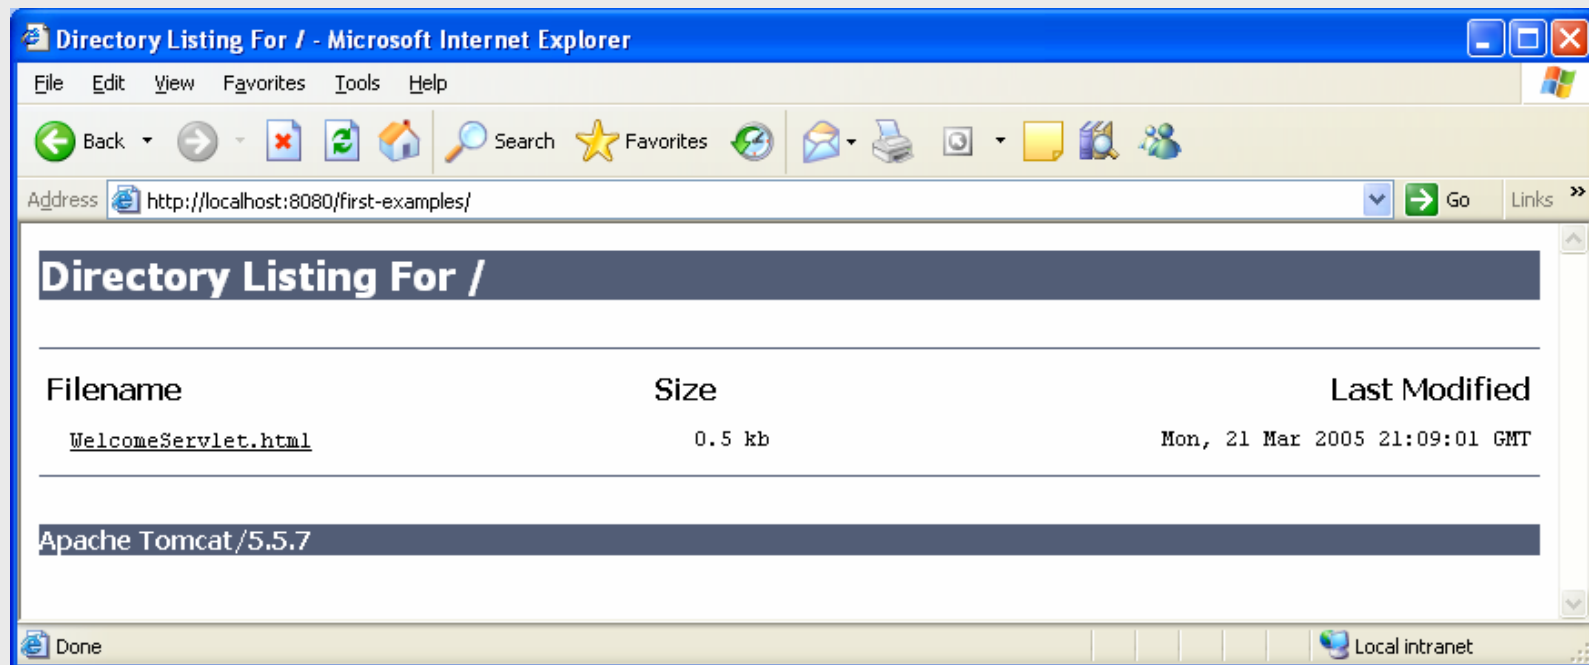 Directory Listing For / - Microsoft Internet Explorer
File Edit View Favorites Tools Help
Back Search Favorites
Address http://localhost:8080/first-examples/ Go Links »
Directory Listing For /
Filename Size Last Modified
WelcomeServlet.html 0.5 kb Mon, 21 Mar 2005 21:09:01 GMT
Apache Tomcat/5.5.7
Done Local intranet